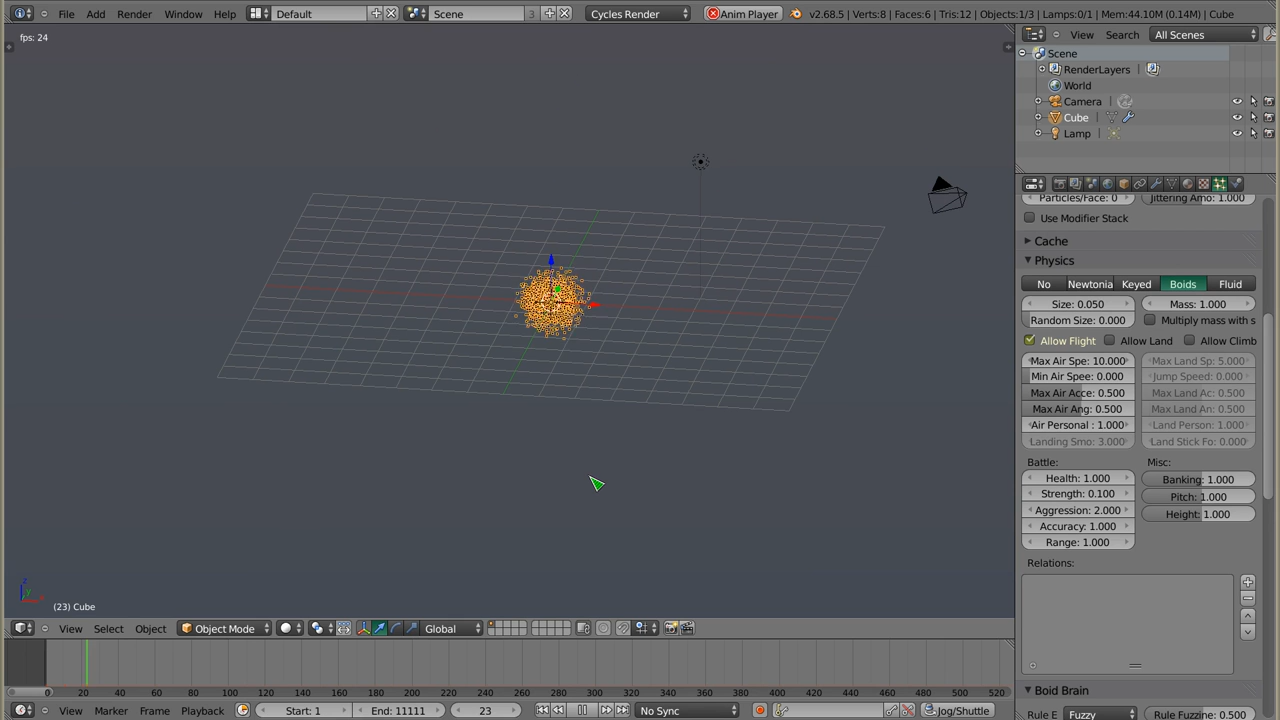 File Add Render Window Help Default Scene 3 Cycles Render Anim Player v2.68.5 | Verts:8 | Faces:6 | Tris:12 | Objects:1/3 | Lamps:0/1 | Mem:44.10M (0.14M) | Cube
fps: 24
View Search All Scenes
Scene
RenderLayers |
World
Camera |
Cube |
Lamp |
Particles/Face: 0 Jittering Amo: 1.000
Use Modifier Stack
Cache
Physics
No Newtonia Keyed Boids Fluid
Size: 0.050 Mass: 1.000
Random Size: 0.000 Multiply mass with s
Allow Flight Allow Land Allow Climb
Max Air Spe: 10.000 Max Land Sp: 5.000
Min Air Spee: 0.000 Jump Speed: 0.000
Max Air Acce: 0.500 Max Land Ac: 0.500
Max Air Ang: 0.500 Max Land An: 0.500
Air Personal : 1.000 Land Person: 1.000
Landing Smo: 3.000 Land Stick Fo: 0.000
Battle: Misc:
Health: 1.000 Banking: 1.000
Strength: 0.100 Pitch: 1.000
Aggression: 2.000 Height: 1.000
Accuracy: 1.000
Range: 1.000
Relations:
Boid Brain
Rule E Fuzzy Rule Fuzzine: 0.500
z
y
(23) Cube
View Select Object Object Mode Global
0 20 40 60 80 100 120 140 160 180 200 220 240 260 280 300 320 340 360 380 400 420 440 460 480 500 520
View Marker Frame Playback Start: 1 End: 11111 23 No Sync Jog/Shuttle